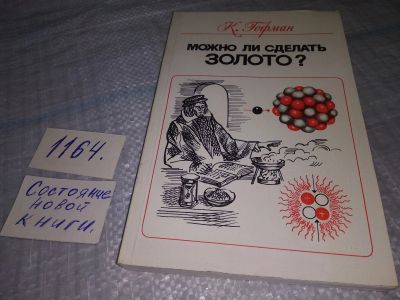 К. Гофман
МОЖНО ЛИ СДЕЛАТЬ
ЗОЛОТО?
1164.
Состояние
новой
книги.